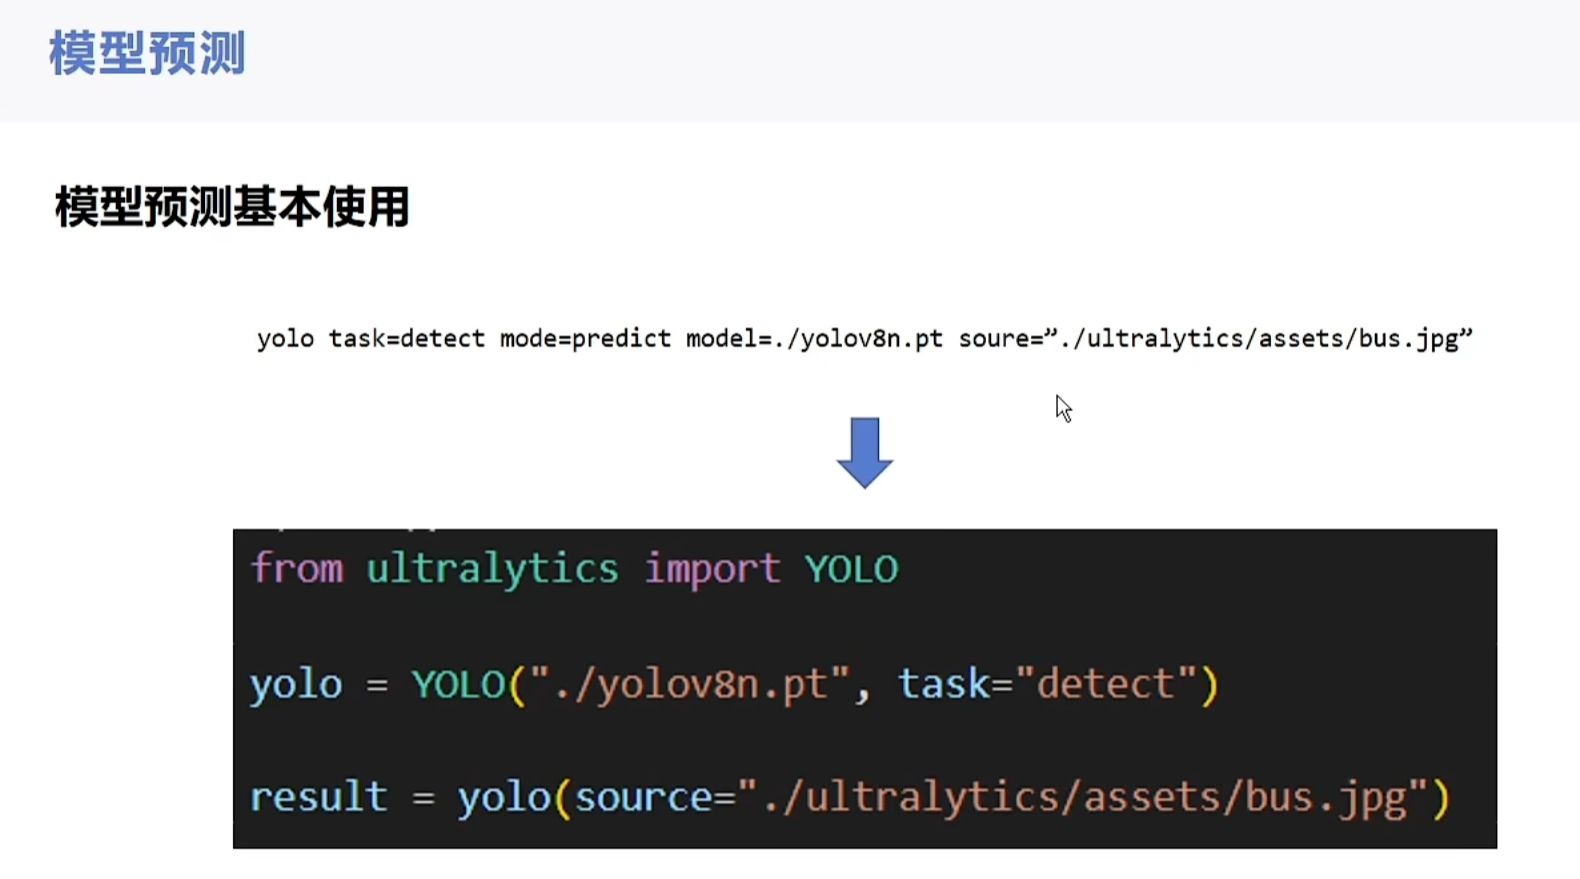 模型预测
模型预测基本使用
yolo task=detect mode=predict model=./yolov8n.pt soure=”./ultralytics/assets/bus.jpg”
from ultralytics import YOLO
yolo = YOLO("./yolov8n.pt", task="detect")
result = yolo(source="./ultralytics/assets/bus.jpg")